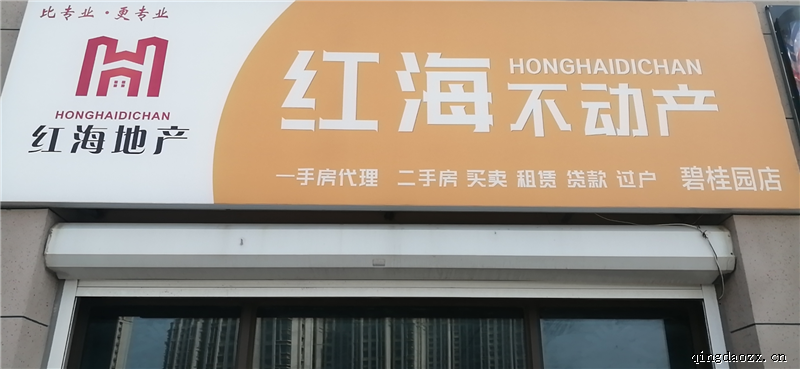 比专业·更专业
HONGHAIDICHAN
红海地产
红海不动产
HONGHAIDICHAN
一手房代理 二手房 买卖 租赁 贷款 过户 碧桂园店
qingdaozx.cn